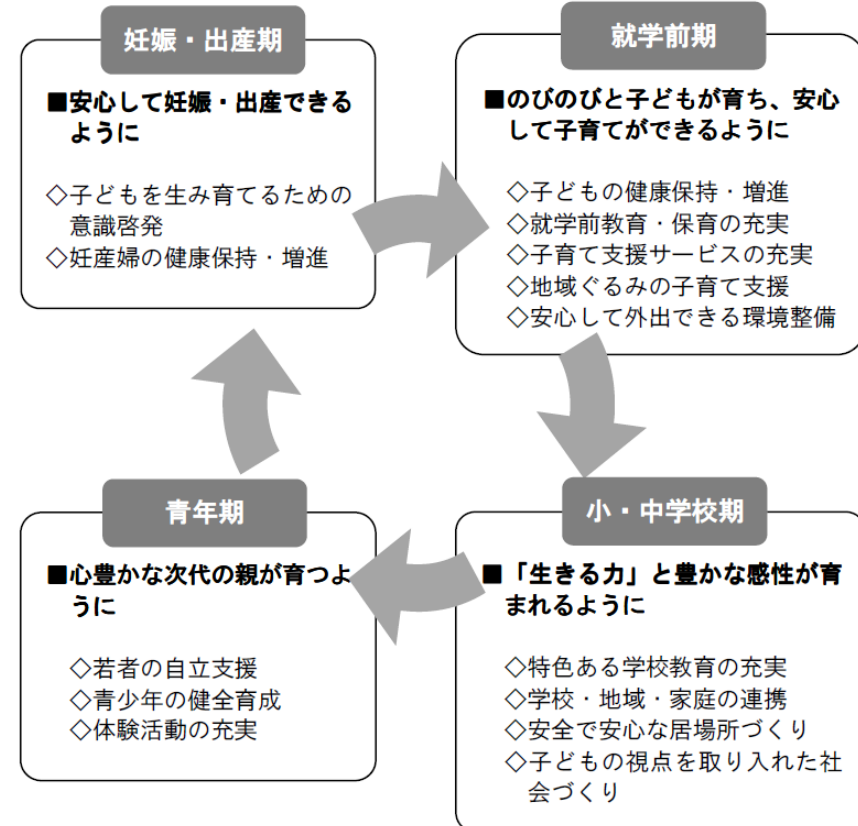 妊娠・出産期
■安心して妊娠・出産できる
ように
◇子どもを生み育てるための
意識啓発
◇妊産婦の健康保持・増進
就学前期
■のびのびと子どもが育ち、安心
して子育てができるように
◇子どもの健康保持・増進
◇就学前教育・保育の充実
◇子育て支援サービスの充実
◇地域ぐるみの子育て支援
◇安心して外出できる環境整備
小・中学校期
■「生きる力」と豊かな感性が育
まれるように
◇特色ある学校教育の充実
◇学校・地域・家庭の連携
◇安全で安心な居場所づくり
◇子どもの視点を取り入れた社
会づくり
青年期
■心豊かな次代の親が育つよ
うに
◇若者の自立支援
◇青少年の健全育成
◇体験活動の充実